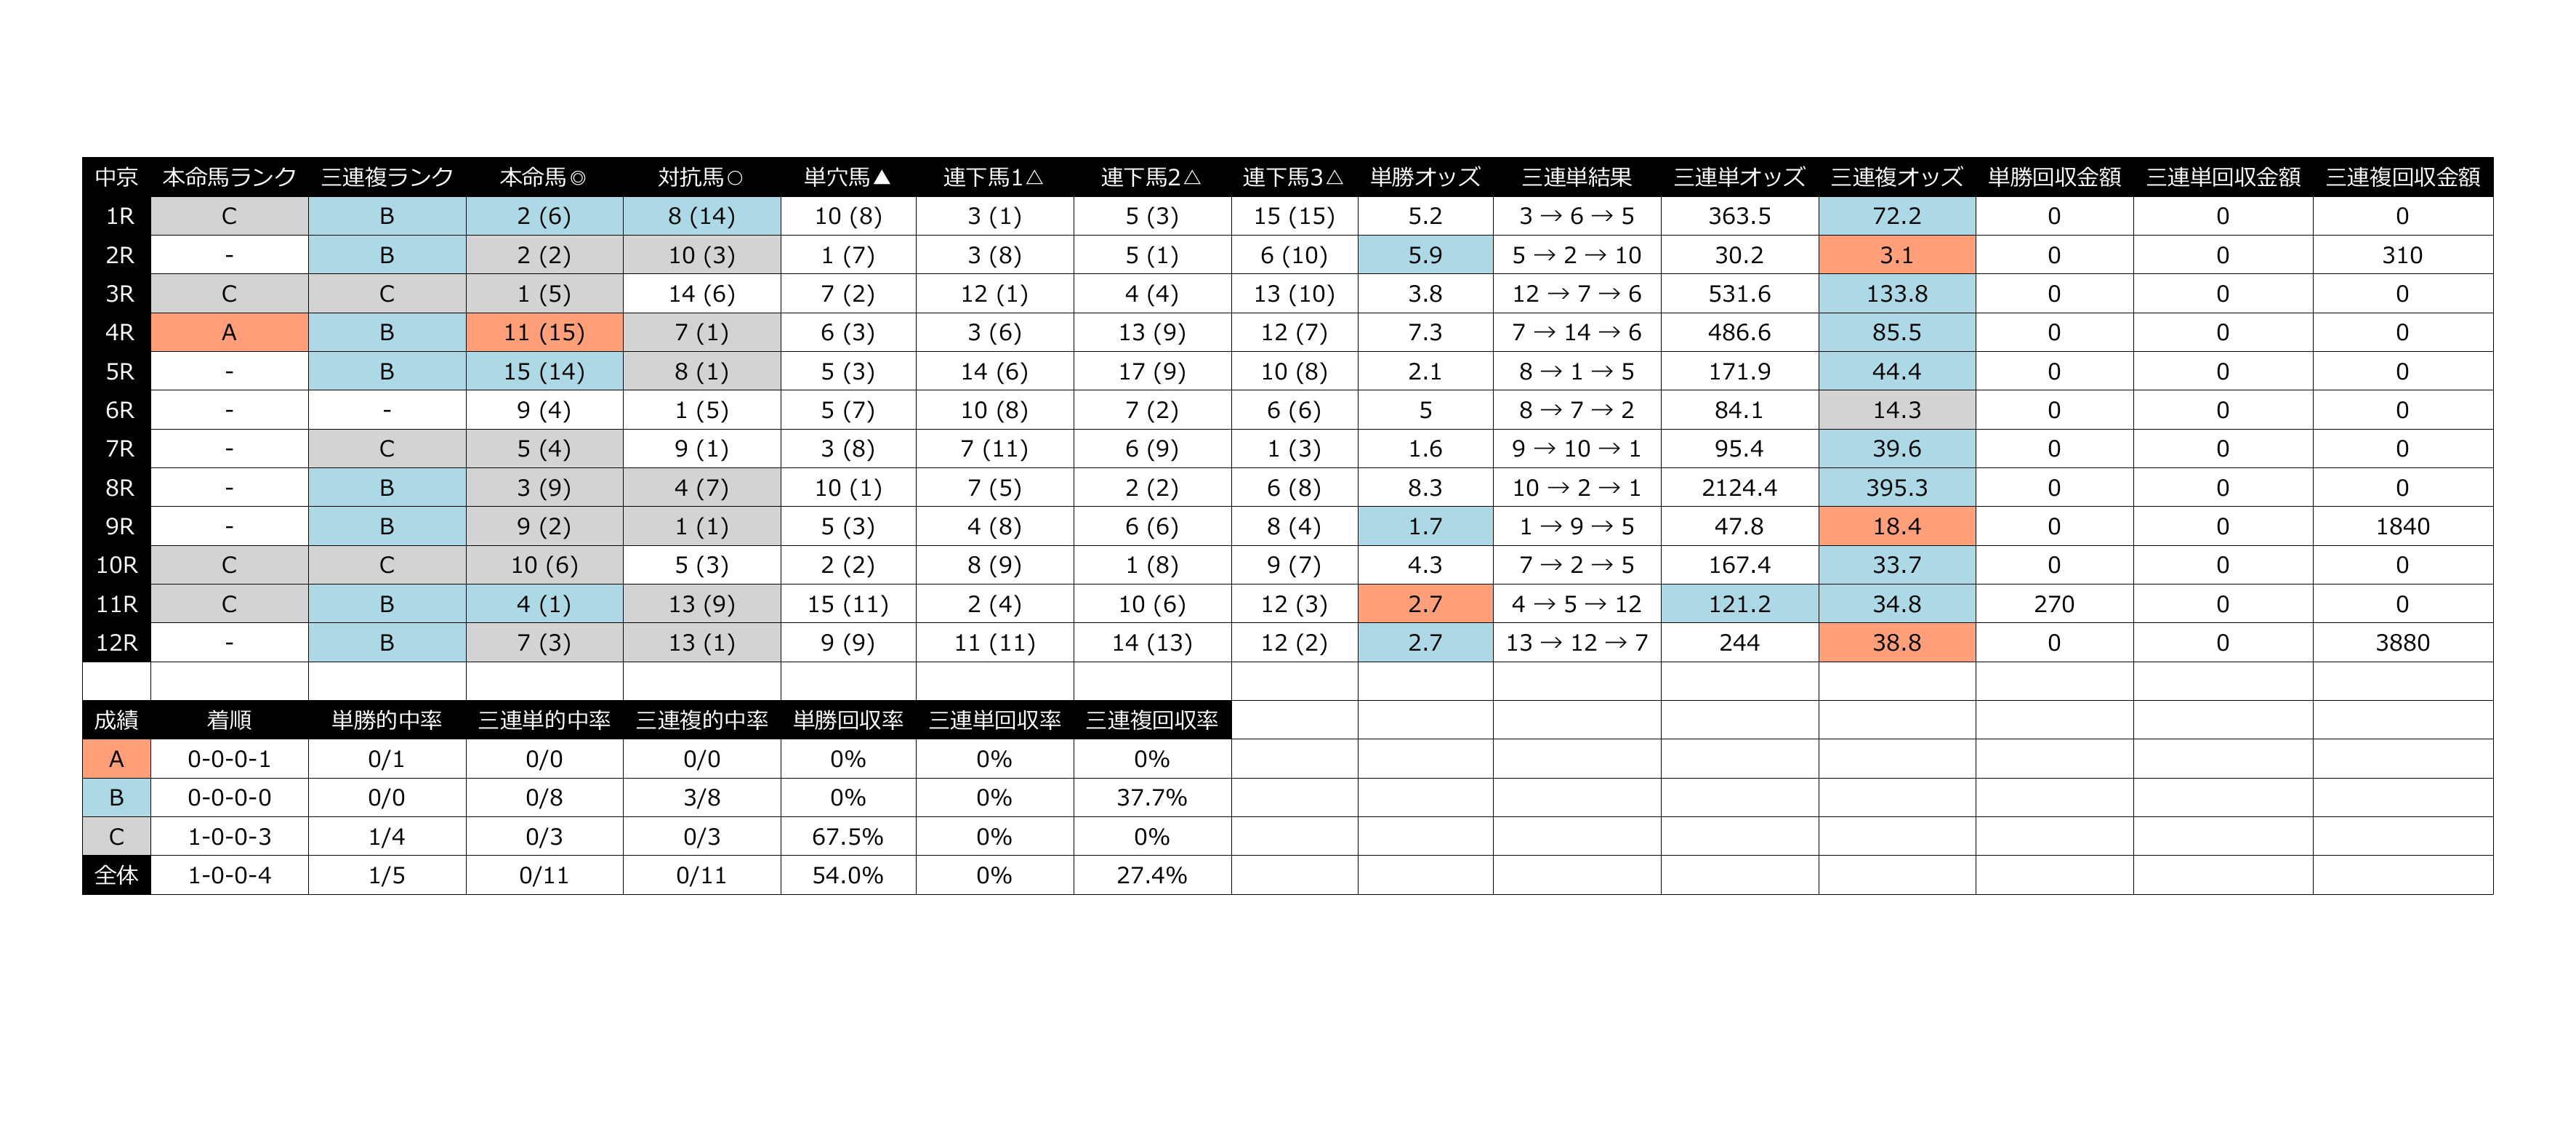 中京 本命馬ランク 三連複ランク 本命馬◎ 対抗馬○ 単穴馬▲ 連下馬1△ 連下馬2△ 連下馬3△ 単勝オッズ 三連単結果 三連単オッズ 三連複オッズ 単勝回収金額 三連単回収金額 三連複回収金額
1R C B 2 (6) 8 (14) 10 (8) 3 (1) 5 (3) 15 (15) 5.2 3 → 6 → 5 363.5 72.2 0 0 0
2R - B 2 (2) 10 (3) 1 (7) 3 (8) 5 (1) 6 (10) 5.9 5 → 2 → 10 30.2 3.1 0 0 310
3R C C 1 (5) 14 (6) 7 (2) 12 (1) 4 (4) 13 (10) 3.8 12 → 7 → 6 531.6 133.8 0 0 0
4R A B 11 (15) 7 (1) 6 (3) 3 (6) 13 (9) 12 (7) 7.3 7 → 14 → 6 486.6 85.5 0 0 0
5R - B 15 (14) 8 (1) 5 (3) 14 (6) 17 (9) 10 (8) 2.1 8 → 1 → 5 171.9 44.4 0 0 0
6R - - 9 (4) 1 (5) 5 (7) 10 (8) 7 (2) 6 (6) 5 8 → 7 → 2 84.1 14.3 0 0 0
7R - C 5 (4) 9 (1) 3 (8) 7 (11) 6 (9) 1 (3) 1.6 9 → 10 → 1 95.4 39.6 0 0 0
8R - B 3 (9) 4 (7) 10 (1) 7 (5) 2 (2) 6 (8) 8.3 10 → 2 → 1 2124.4 395.3 0 0 0
9R - B 9 (2) 1 (1) 5 (3) 4 (8) 6 (6) 8 (4) 1.7 1 → 9 → 5 47.8 18.4 0 0 1840
10R C C 10 (6) 5 (3) 2 (2) 8 (9) 1 (8) 9 (7) 4.3 7 → 2 → 5 167.4 33.7 0 0 0
11R C B 4 (1) 13 (9) 15 (11) 2 (4) 10 (6) 12 (3) 2.7 4 → 5 → 12 121.2 34.8 270 0 0
12R - B 7 (3) 13 (1) 9 (9) 11 (11) 14 (13) 12 (2) 2.7 13 → 12 → 7 244 38.8 0 0 3880
成績 着順 単勝的中率 三連単的中率 三連複的中率 単勝回収率 三連単回収率 三連複回収率
A 0-0-0-1 0/1 0/0 0/0 0% 0% 0%
B 0-0-0-0 0/0 0/8 3/8 0% 0% 37.7%
C 1-0-0-3 1/4 0/3 0/3 67.5% 0% 0%
全体 1-0-0-4 1/5 0/11 0/11 54.0% 0% 27.4%